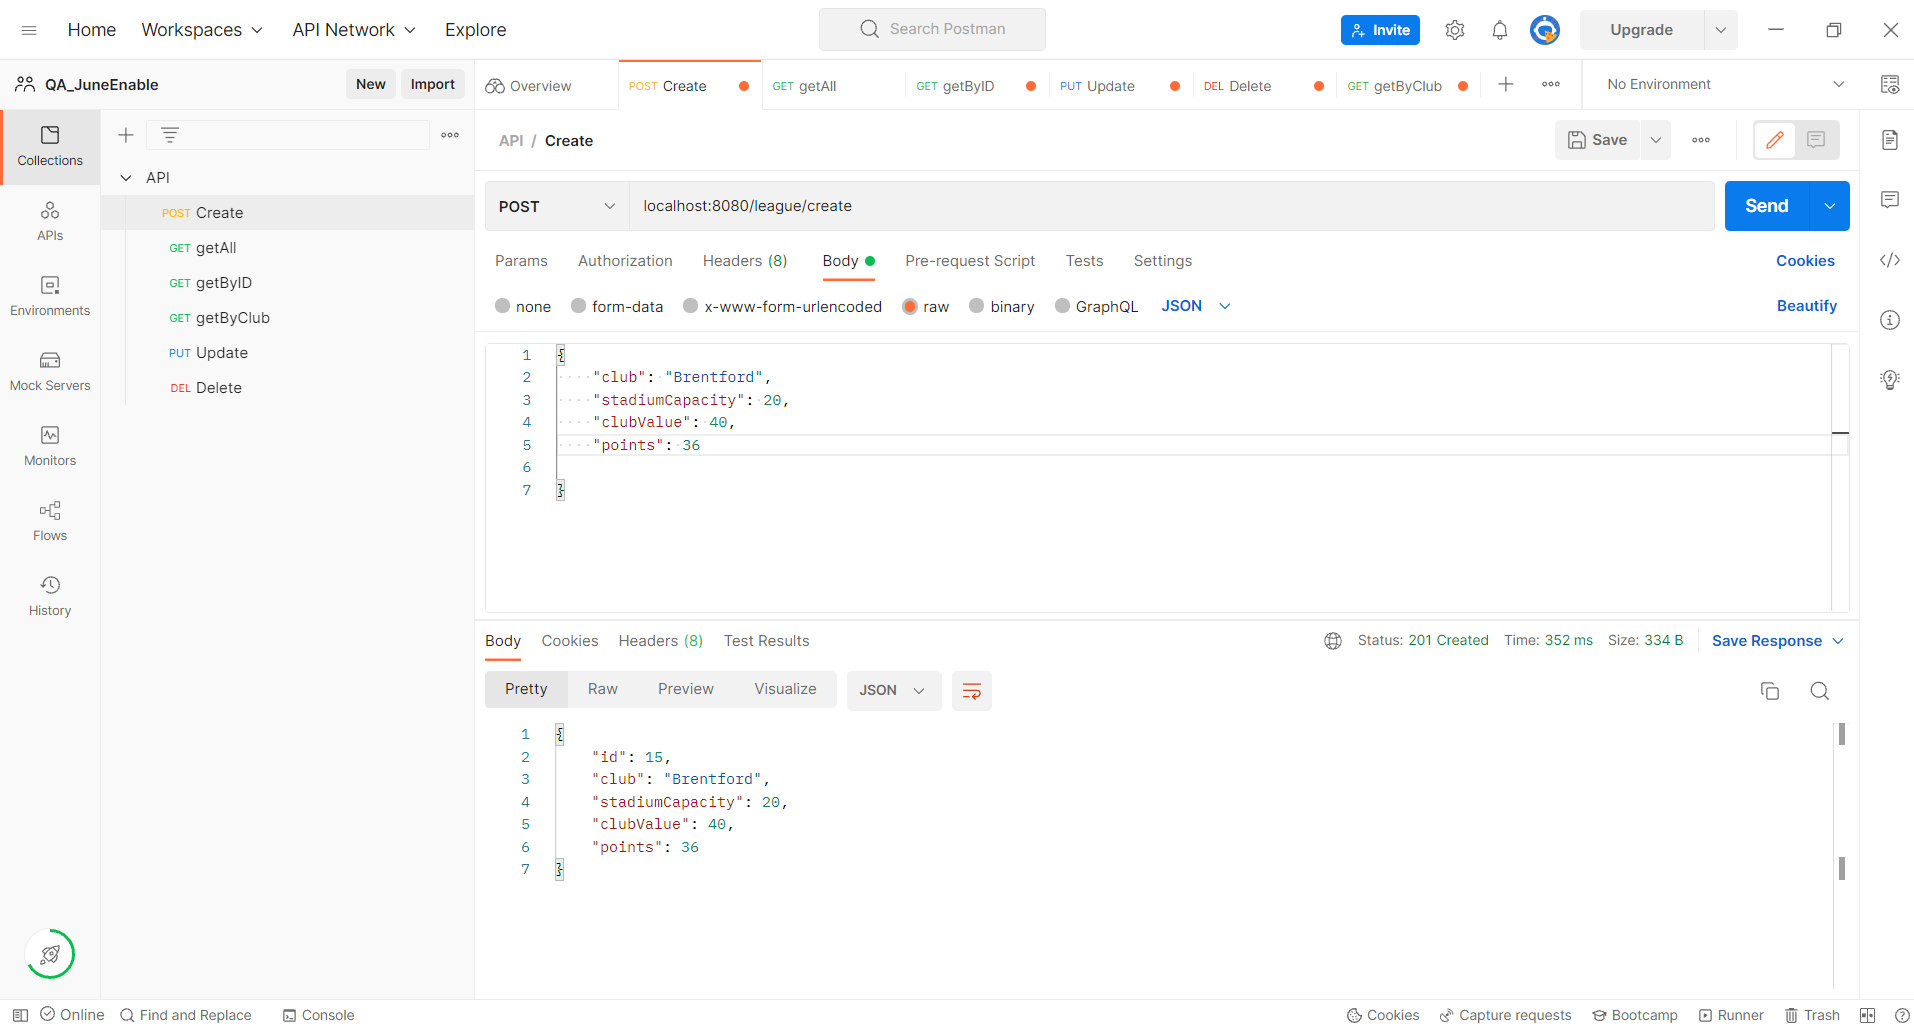 Home Workspaces API Network Explore Search Postman Invite Upgrade
QA_JuneEnable New Import Overview POST Create GET getAll GET getByID PUT Update DEL Delete GET getByClub No Environment
Collections
APIs
Environments
Mock Servers
Monitors
Flows
History
API
POST Create
GET getAll
GET getByID
GET getByClub
PUT Update
DEL Delete
API / Create Save
POST localhost:8080/league/create Send
Params Authorization Headers (8) Body Pre-request Script Tests Settings Cookies
none form-data x-www-form-urlencoded raw binary GraphQL JSON Beautify
1 {
2 "club": "Brentford",
3 "stadiumCapacity": 20,
4 "clubValue": 40,
5 "points": 36
6
7 }
Body Cookies Headers (8) Test Results Status: 201 Created Time: 352 ms Size: 334 B Save Response
Pretty Raw Preview Visualize JSON
1 {
2 "id": 15,
3 "club": "Brentford",
4 "stadiumCapacity": 20,
5 "clubValue": 40,
6 "points": 36
7 }
Online Find and Replace Console Cookies Capture requests Bootcamp Runner Trash